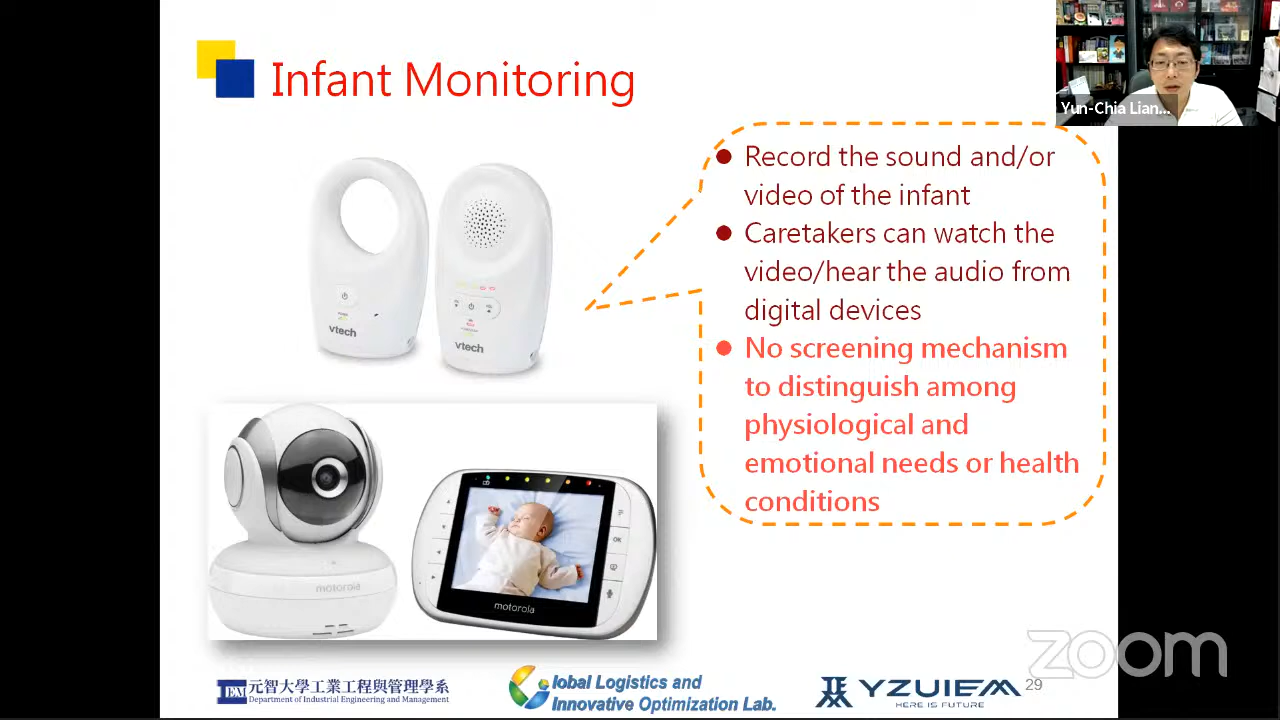 Infant Monitoring
Yun-Chia Lian...
Record the sound and/or
video of the infant
Caretakers can watch the
video/hear the audio from
digital devices
No screening mechanism
to distinguish among
physiological and
emotional needs or health
conditions
vtech
vtech
motorola
OK
motorola
zoom
IEM 元智大學工業工程與管理學系
Department of Industrial Engineering and Management
Global Logistics and
Innovative Optimization Lab.
YZUIEM
HERE IS FUTURE
29